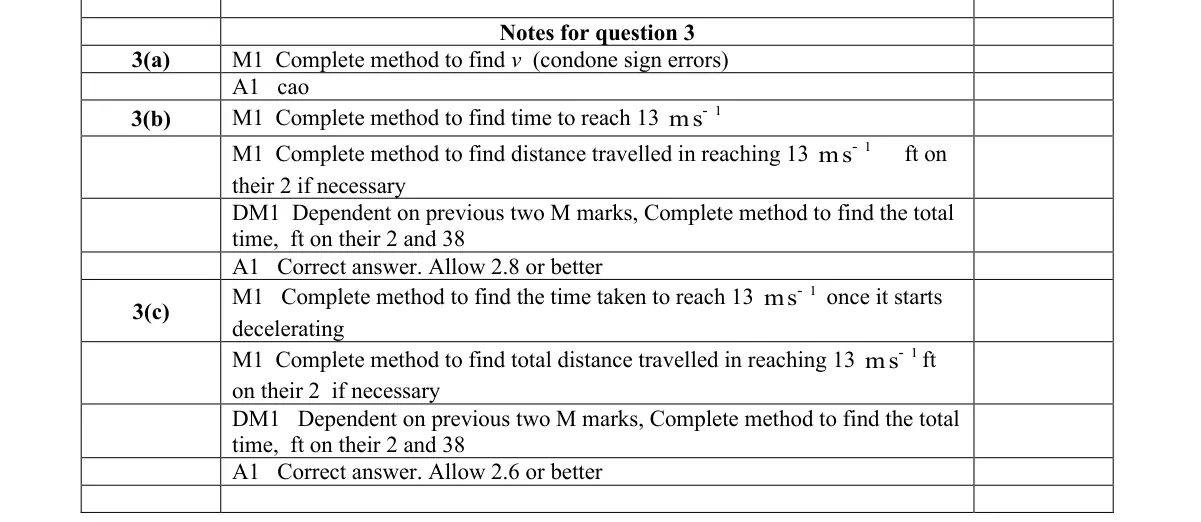 Notes for question 3
3(a) M1 Complete method to find v (condone sign errors)
A1 cao
3(b) M1 Complete method to find time to reach 13 m s⁻ ¹
M1 Complete method to find distance travelled in reaching 13 m s⁻ ¹ ft on
their 2 if necessary
DM1 Dependent on previous two M marks, Complete method to find the total
time, ft on their 2 and 38
A1 Correct answer. Allow 2.8 or better
3(c) M1 Complete method to find the time taken to reach 13 m s⁻ ¹ once it starts
decelerating
M1 Complete method to find total distance travelled in reaching 13 m s⁻ ¹ ft
on their 2 if necessary
DM1 Dependent on previous two M marks, Complete method to find the total
time, ft on their 2 and 38
A1 Correct answer. Allow 2.6 or better